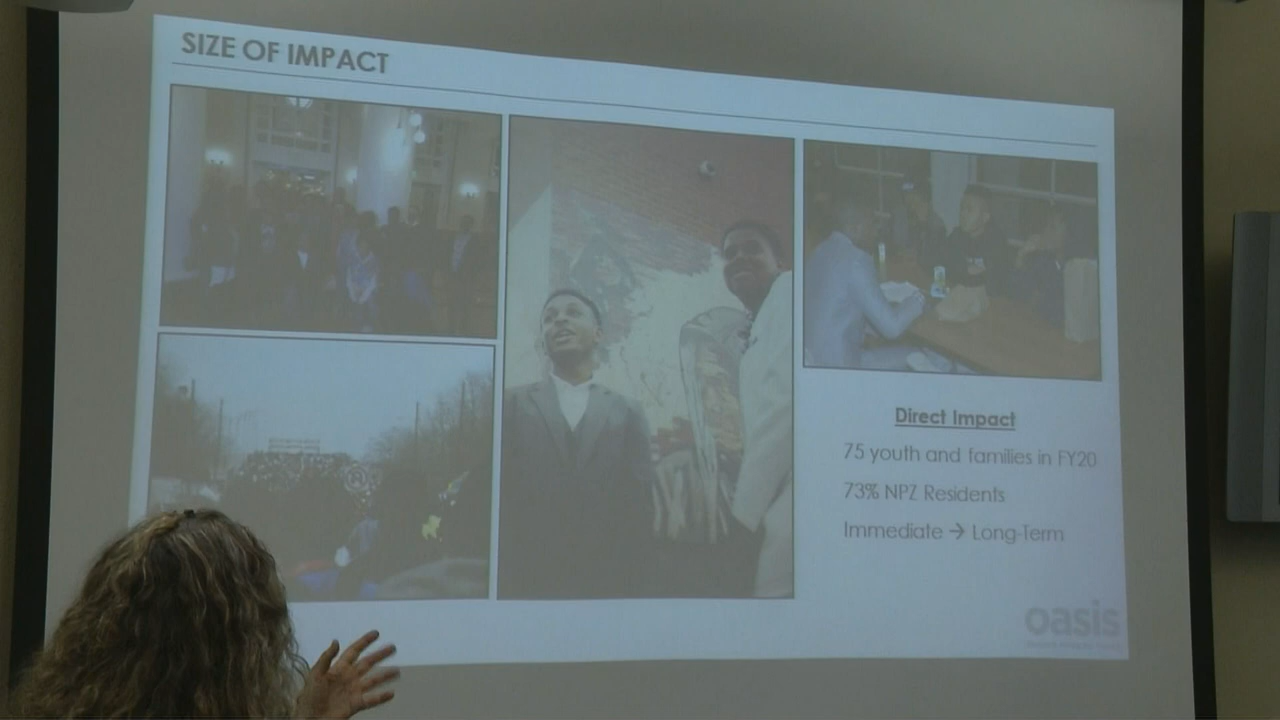 SIZE OF IMPACT
Direct Impact
75 youth and families in FY20
73% NPZ Residents
Immediate → Long-Term
oasis